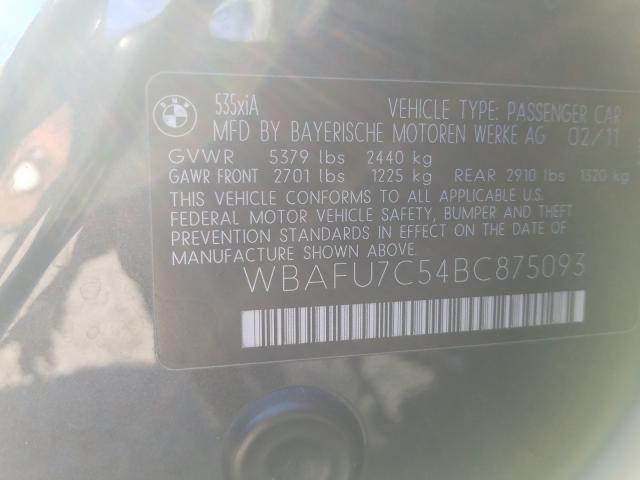 BMW
535xiA VEHICLE TYPE: PASSENGER CAR
MFD BY BAYERISCHE MOTOREN WERKE AG 02/11
GVWR 5379 lbs 2440 kg
GAWR FRONT 2701 lbs 1225 kg REAR 2910 lbs 1320 kg
THIS VEHICLE CONFORMS TO ALL APPLICABLE U.S.
FEDERAL MOTOR VEHICLE SAFETY, BUMPER AND THEFT
PREVENTION STANDARDS IN EFFECT ON THE DATE OF
MANUFACTURE SHOWN ABOVE.
WBAFU7C54BC875093